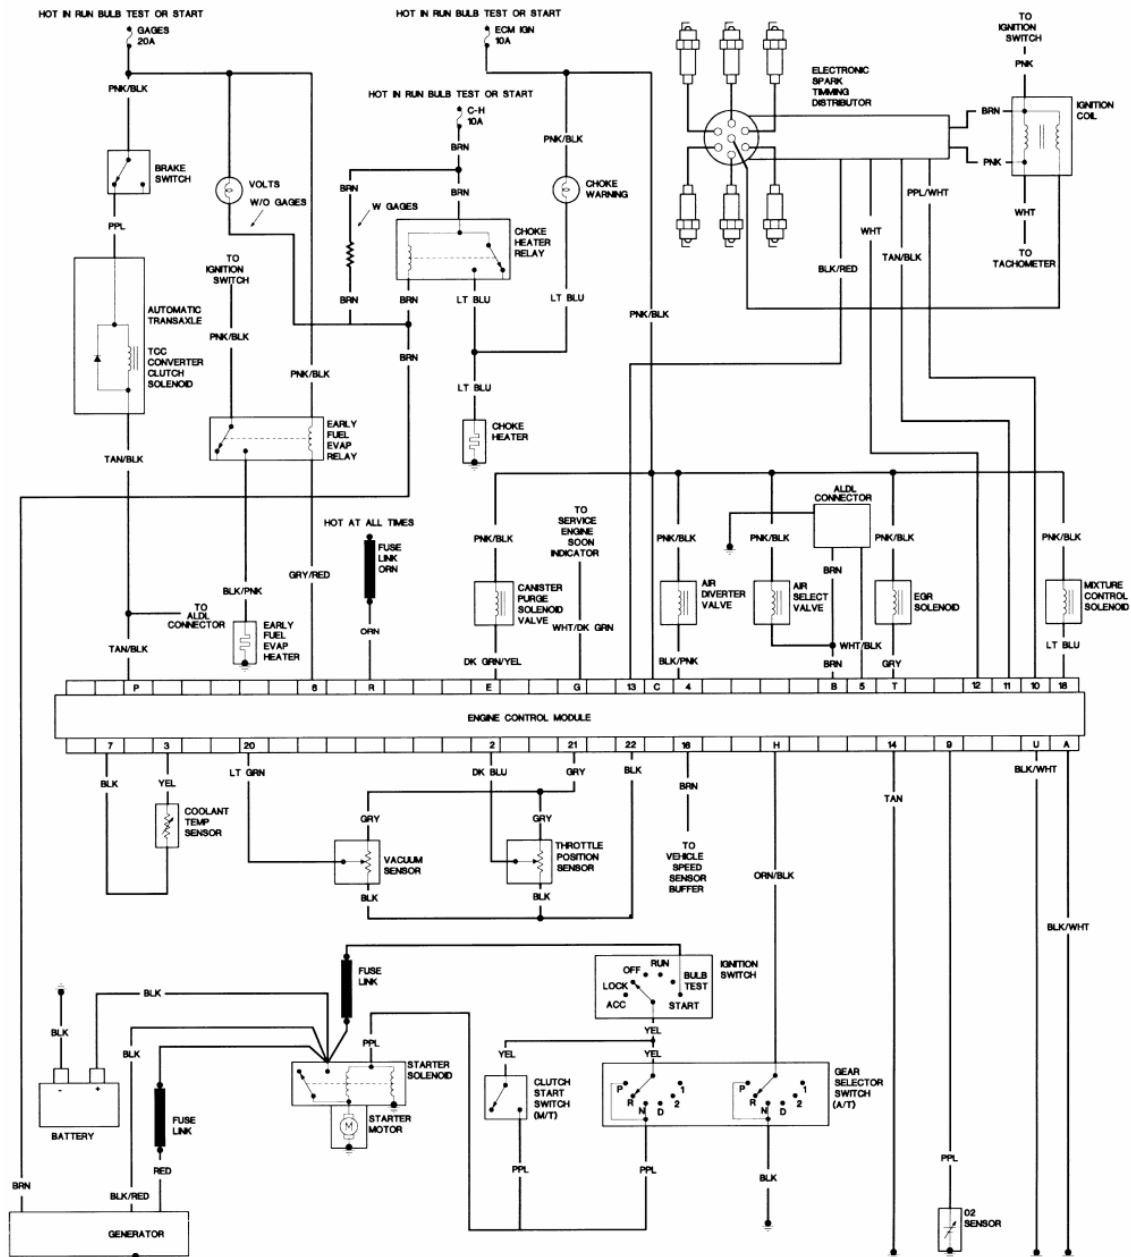 HOT IN RUN BULB TEST OR START
GAGES
20A
PNK/BLK
BRAKE
SWITCH
PPL
VOLTS
W/O GAGES
TO
IGNITION
SWITCH
PNK/BLK
AUTOMATIC
TRANSAXLE
TCC
CONVERTER
CLUTCH
SOLENOID
TAN/BLK
PNK/BLK
EARLY
FUEL
EVAP
RELAY
HOT IN RUN BULB TEST OR START
ECM IGN
10A
HOT IN RUN BULB TEST OR START
C-H
10A
BRN
BRN
BRN
W GAGES
BRN
BRN
BRN
CHOKE
HEATER
RELAY
LT BLU
LT BLU
CHOKE
HEATER
PNK/BLK
CHOKE
WARNING
LT BLU
PNK/BLK
ELECTRONIC
SPARK
TIMMING
DISTRIBUTOR
TO
IGNITION
SWITCH
PNK
IGNITION
COIL
BRN
PNK
WHT
TO
TACHOMETER
PPL/WHT
WHT
TAN/BLK
BLK/RED
HOT AT ALL TIMES
FUSE
LINK
ORN
ORN
GRY/RED
BLK/PNK
EARLY
FUEL
EVAP
HEATER
TO
ALDL
CONNECTOR
TAN/BLK
PNK/BLK
CANISTER
PURGE
SOLENOID
VALVE
DK GRN/YEL
TO
SERVICE
ENGINE
SOON
INDICATOR
WHT/DK GRN
PNK/BLK
AIR
DIVERTER
VALVE
BLK/PNK
PNK/BLK
AIR
SELECT
VALVE
ALDL
CONNECTOR
BRN
BRN
WHT/BLK
PNK/BLK
EGR
SOLENOID
GRY
PNK/BLK
MIXTURE
CONTROL
SOLENOID
LT BLU
P 6 R E G 13 C 4 B 5 T 12 11 10 18
ENGINE CONTROL MODULE
7 3 20 2 21 22 16 H 14 9 U A
BLK
YEL
COOLANT
TEMP
SENSOR
LT GRN
GRY
VACUUM
SENSOR
BLK
DK BLU
GRY
GRY
THROTTLE
POSITION
SENSOR
BLK
BLK
BRN
TO
VEHICLE
SPEED
SENSOR
BUFFER
ORN/BLK
TAN
BLK/WHT
BLK/WHT
FUSE
LINK
BLK
BLK
BLK
- +
BATTERY
FUSE
LINK
RED
BRN
BLK/RED
GENERATOR
PPL
STARTER
SOLENOID
STARTER
MOTOR
M
IGNITION
SWITCH
OFF
RUN
LOCK
BULB
TEST
ACC
START
YEL
YEL
YEL
CLUTCH
START
SWITCH
(M/T)
PPL
P R N D 2 1
P R N D 2 1
GEAR
SELECTOR
SWITCH
(A/T)
PPL
BLK
PPL
O2
SENSOR